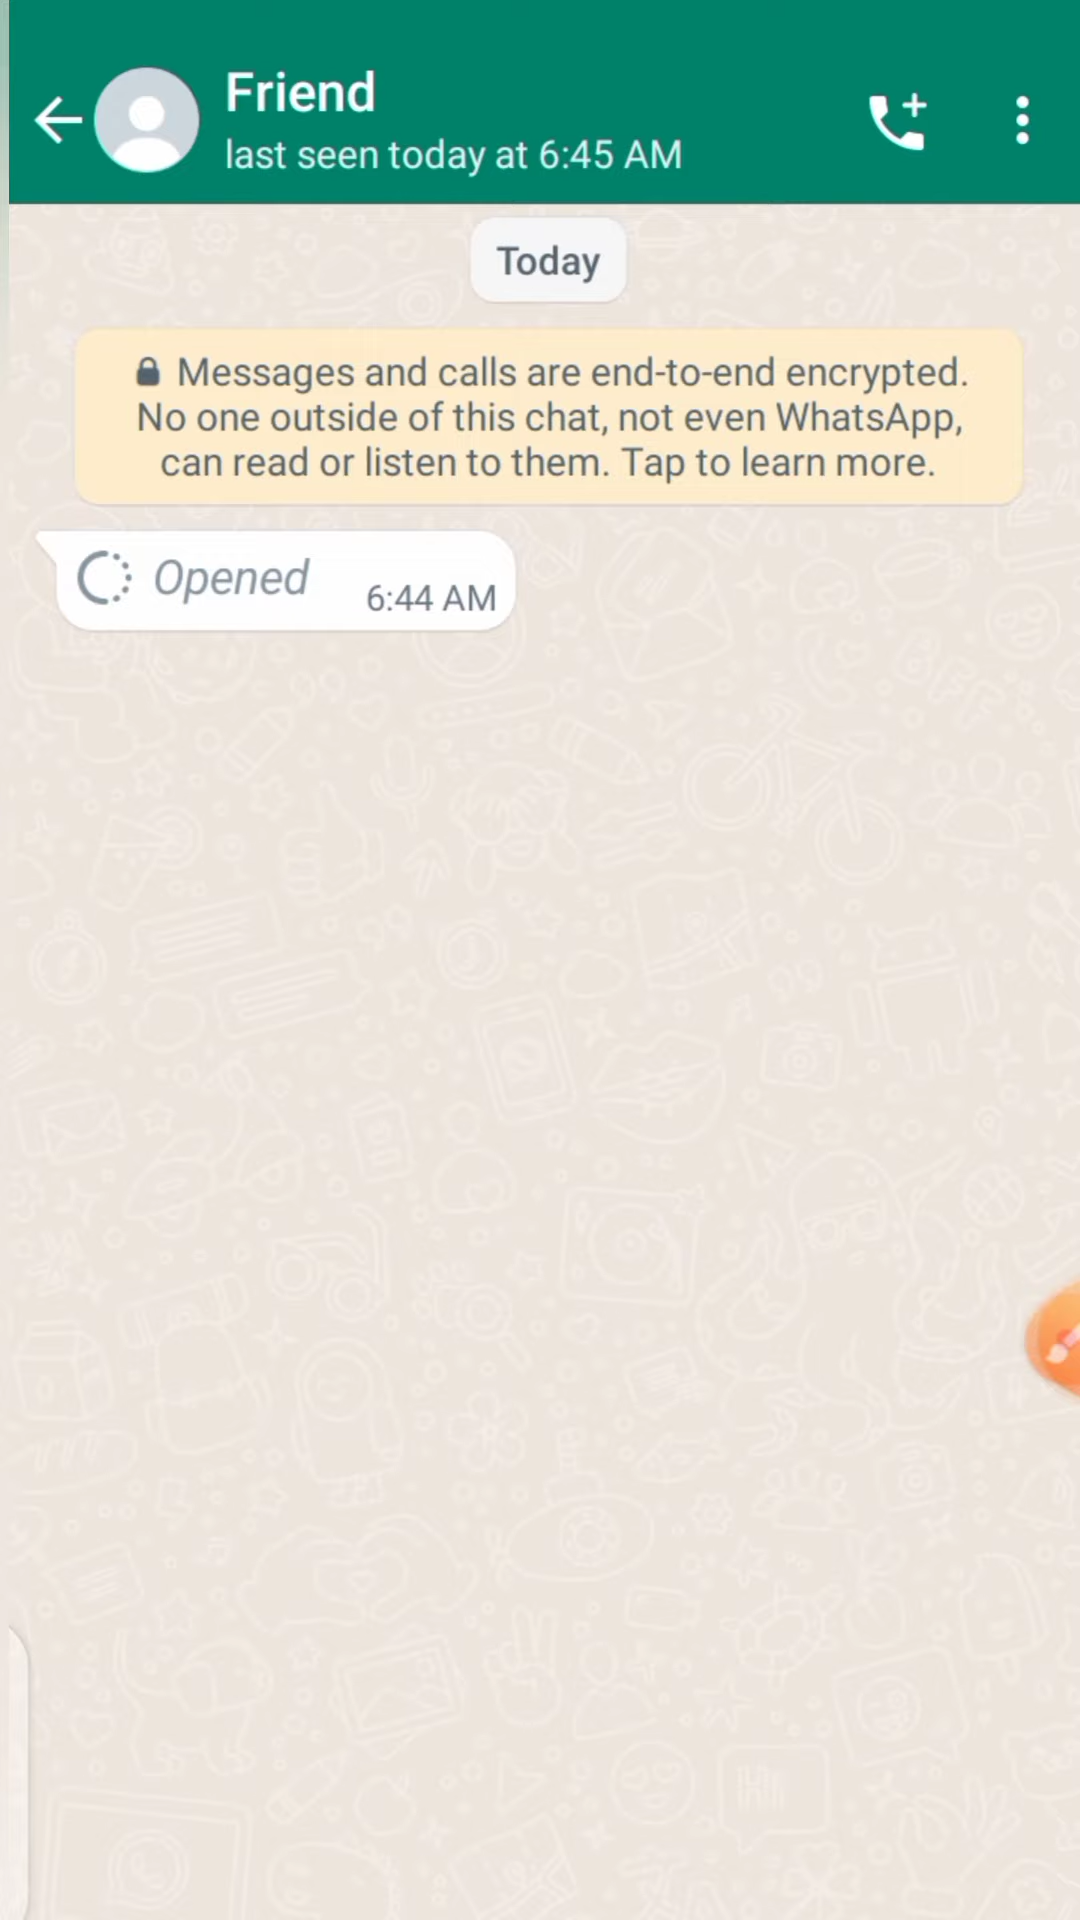 Friend
last seen today at 6:45 AM
Today
Messages and calls are end-to-end encrypted.
No one outside of this chat, not even WhatsApp,
can read or listen to them. Tap to learn more.
Opened 6:44 AM